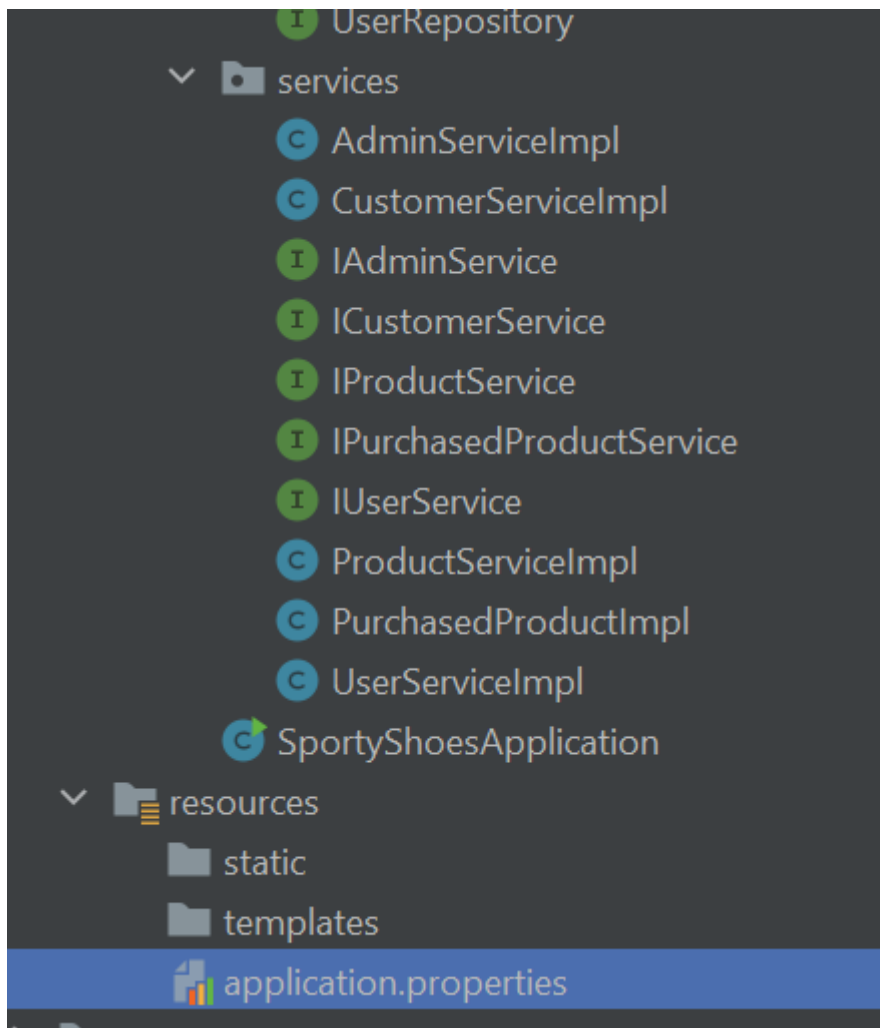 UserRepository
services
AdminServiceImpl
CustomerServiceImpl
IAdminService
ICustomerService
IProductService
IPurchasedProductService
IUserService
ProductServiceImpl
PurchasedProductImpl
UserServiceImpl
SportyShoesApplication
resources
static
templates
application.properties